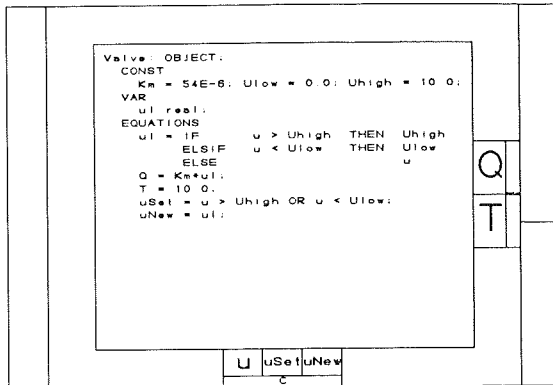 Valve: OBJECT;
CONST
Km = 54E-6; Ulow = 0.0; Uhigh = 10.0;
VAR
ul real;
EQUATIONS
ul = IF u > Uhigh THEN Uhigh
ELSIF u < Ulow THEN Ulow
ELSE u
Q = Km*ul;
T = 10.0;
uSet = u > Uhigh OR u < Ulow;
uNew = ul;
Q
T
u uSet uNew
C